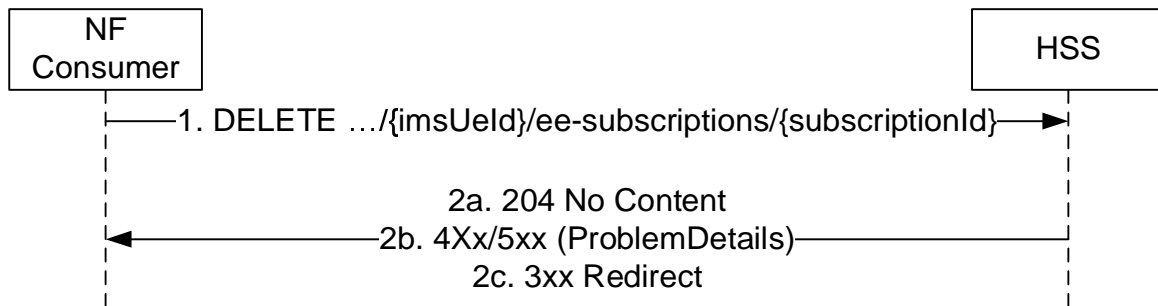 NF
Consumer
HSS
1. DELETE …/{imsUeId}/ee-subscriptions/{subscriptionId}
2a. 204 No Content
2b. 4Xx/5xx (ProblemDetails)
2c. 3xx Redirect